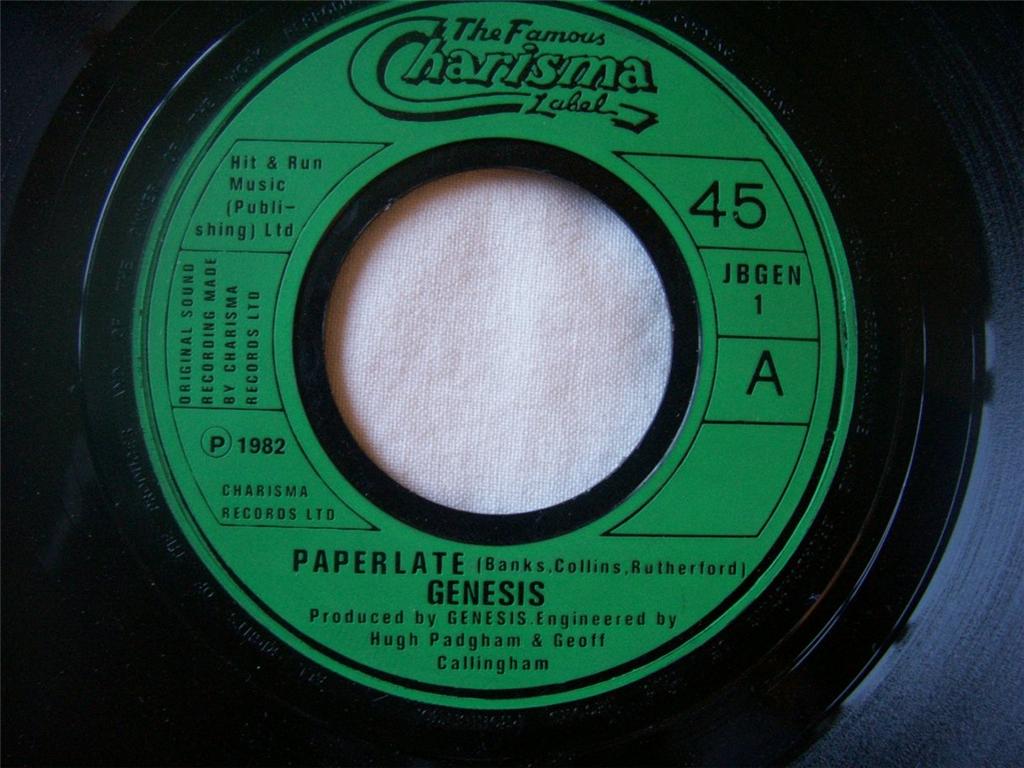 The Famous
Charisma
Label
Hit & Run
Music
(Publi-
shing) Ltd
ORIGINAL SOUND
RECORDING MADE
BY CHARISMA
RECORDS LTD
Ⓟ 1982
CHARISMA
RECORDS LTD
45
JBGEN
1
A
PAPERLATE (Banks,Collins,Rutherford)
GENESIS
Produced by GENESIS.Engineered by
Hugh Padgham & Geoff
Callingham